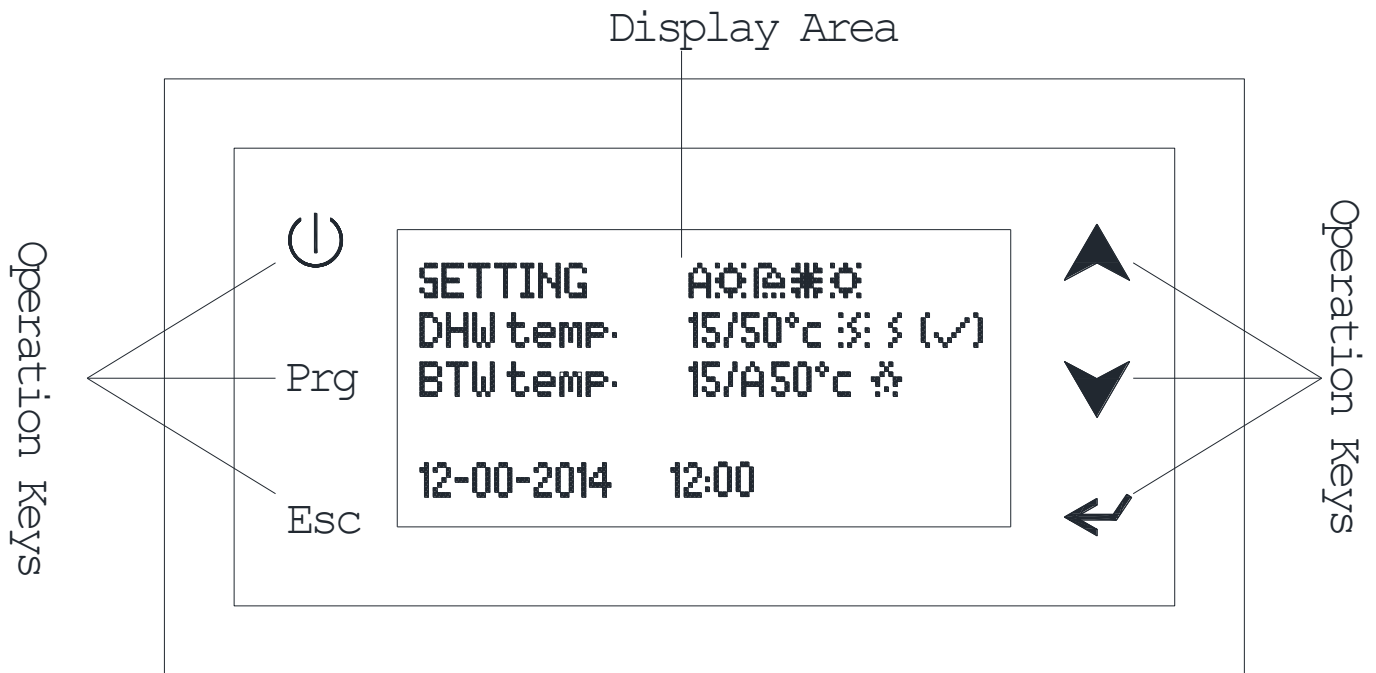 Display Area
Operation Keys
Prg
Esc
SETTING A
DHW temp. 15/50°c (✓)
BTW temp. 15/A50°c
12-00-2014 12:00
Operation Keys